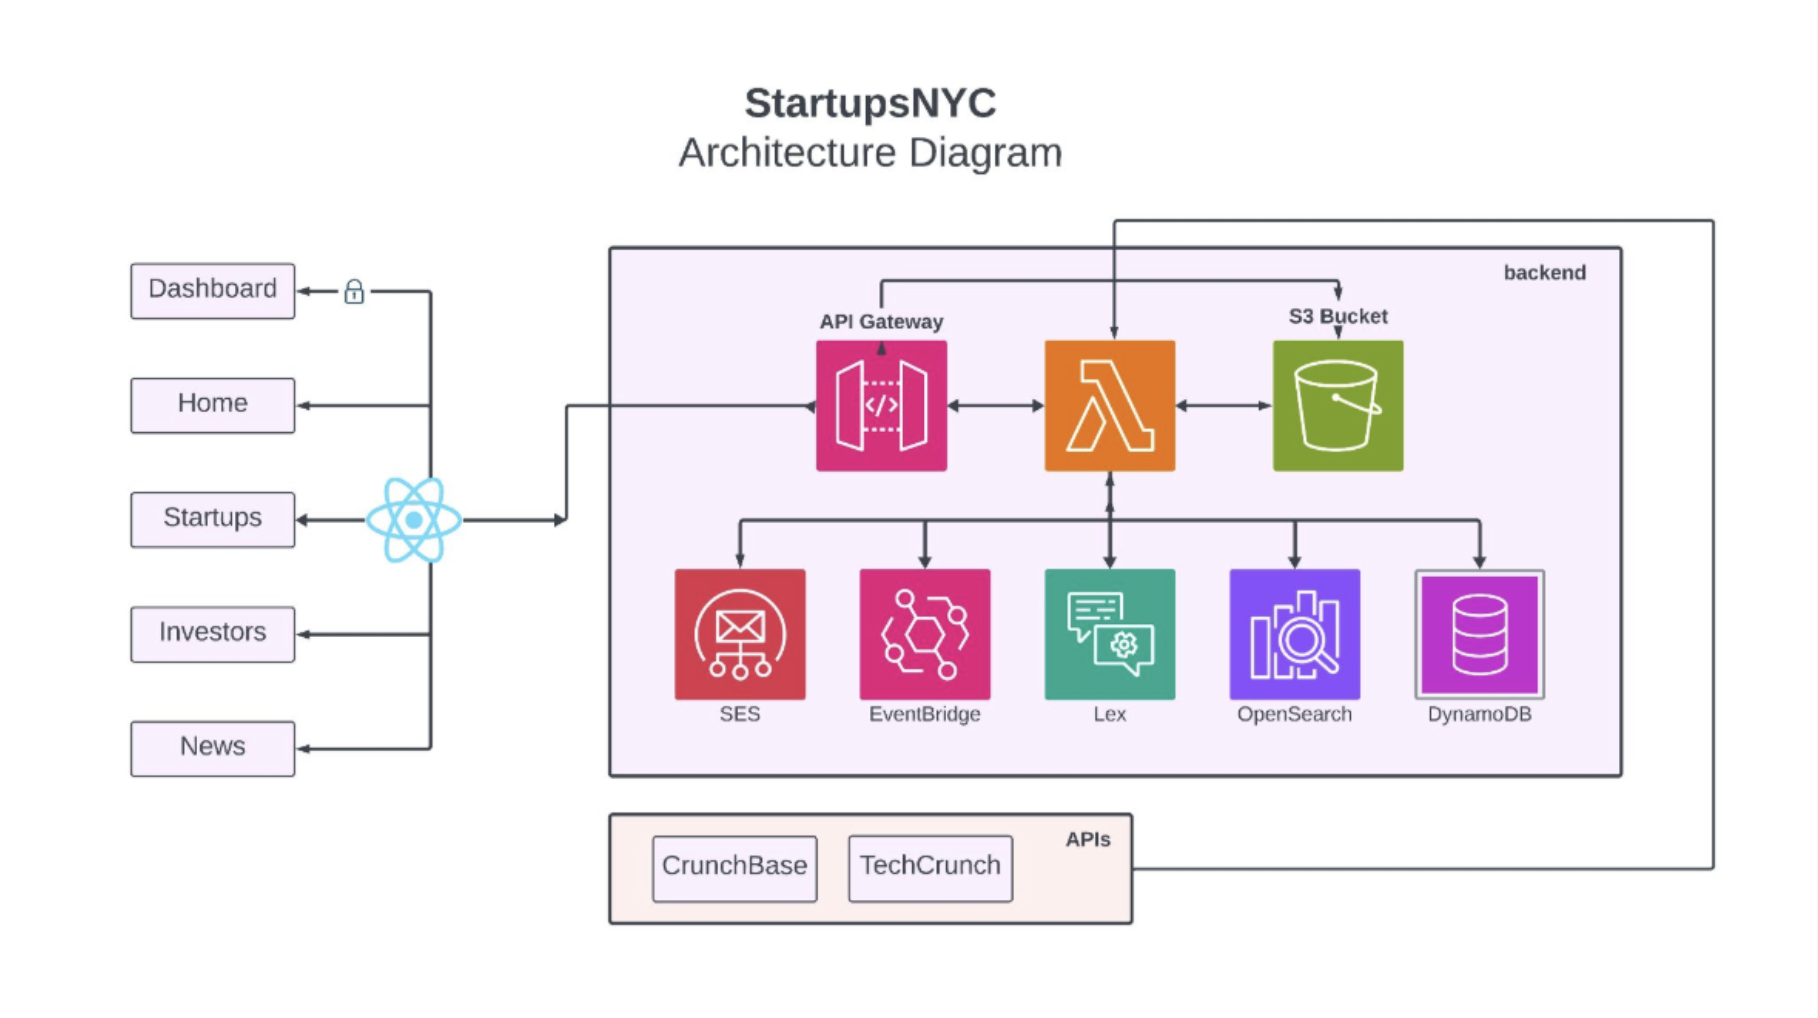 StartupsNYC
Architecture Diagram
backend
Dashboard
Home
Startups
Investors
News
API Gateway
S3 Bucket
</>
SES
EventBridge
Lex
OpenSearch
DynamoDB
APIs
CrunchBase
TechCrunch